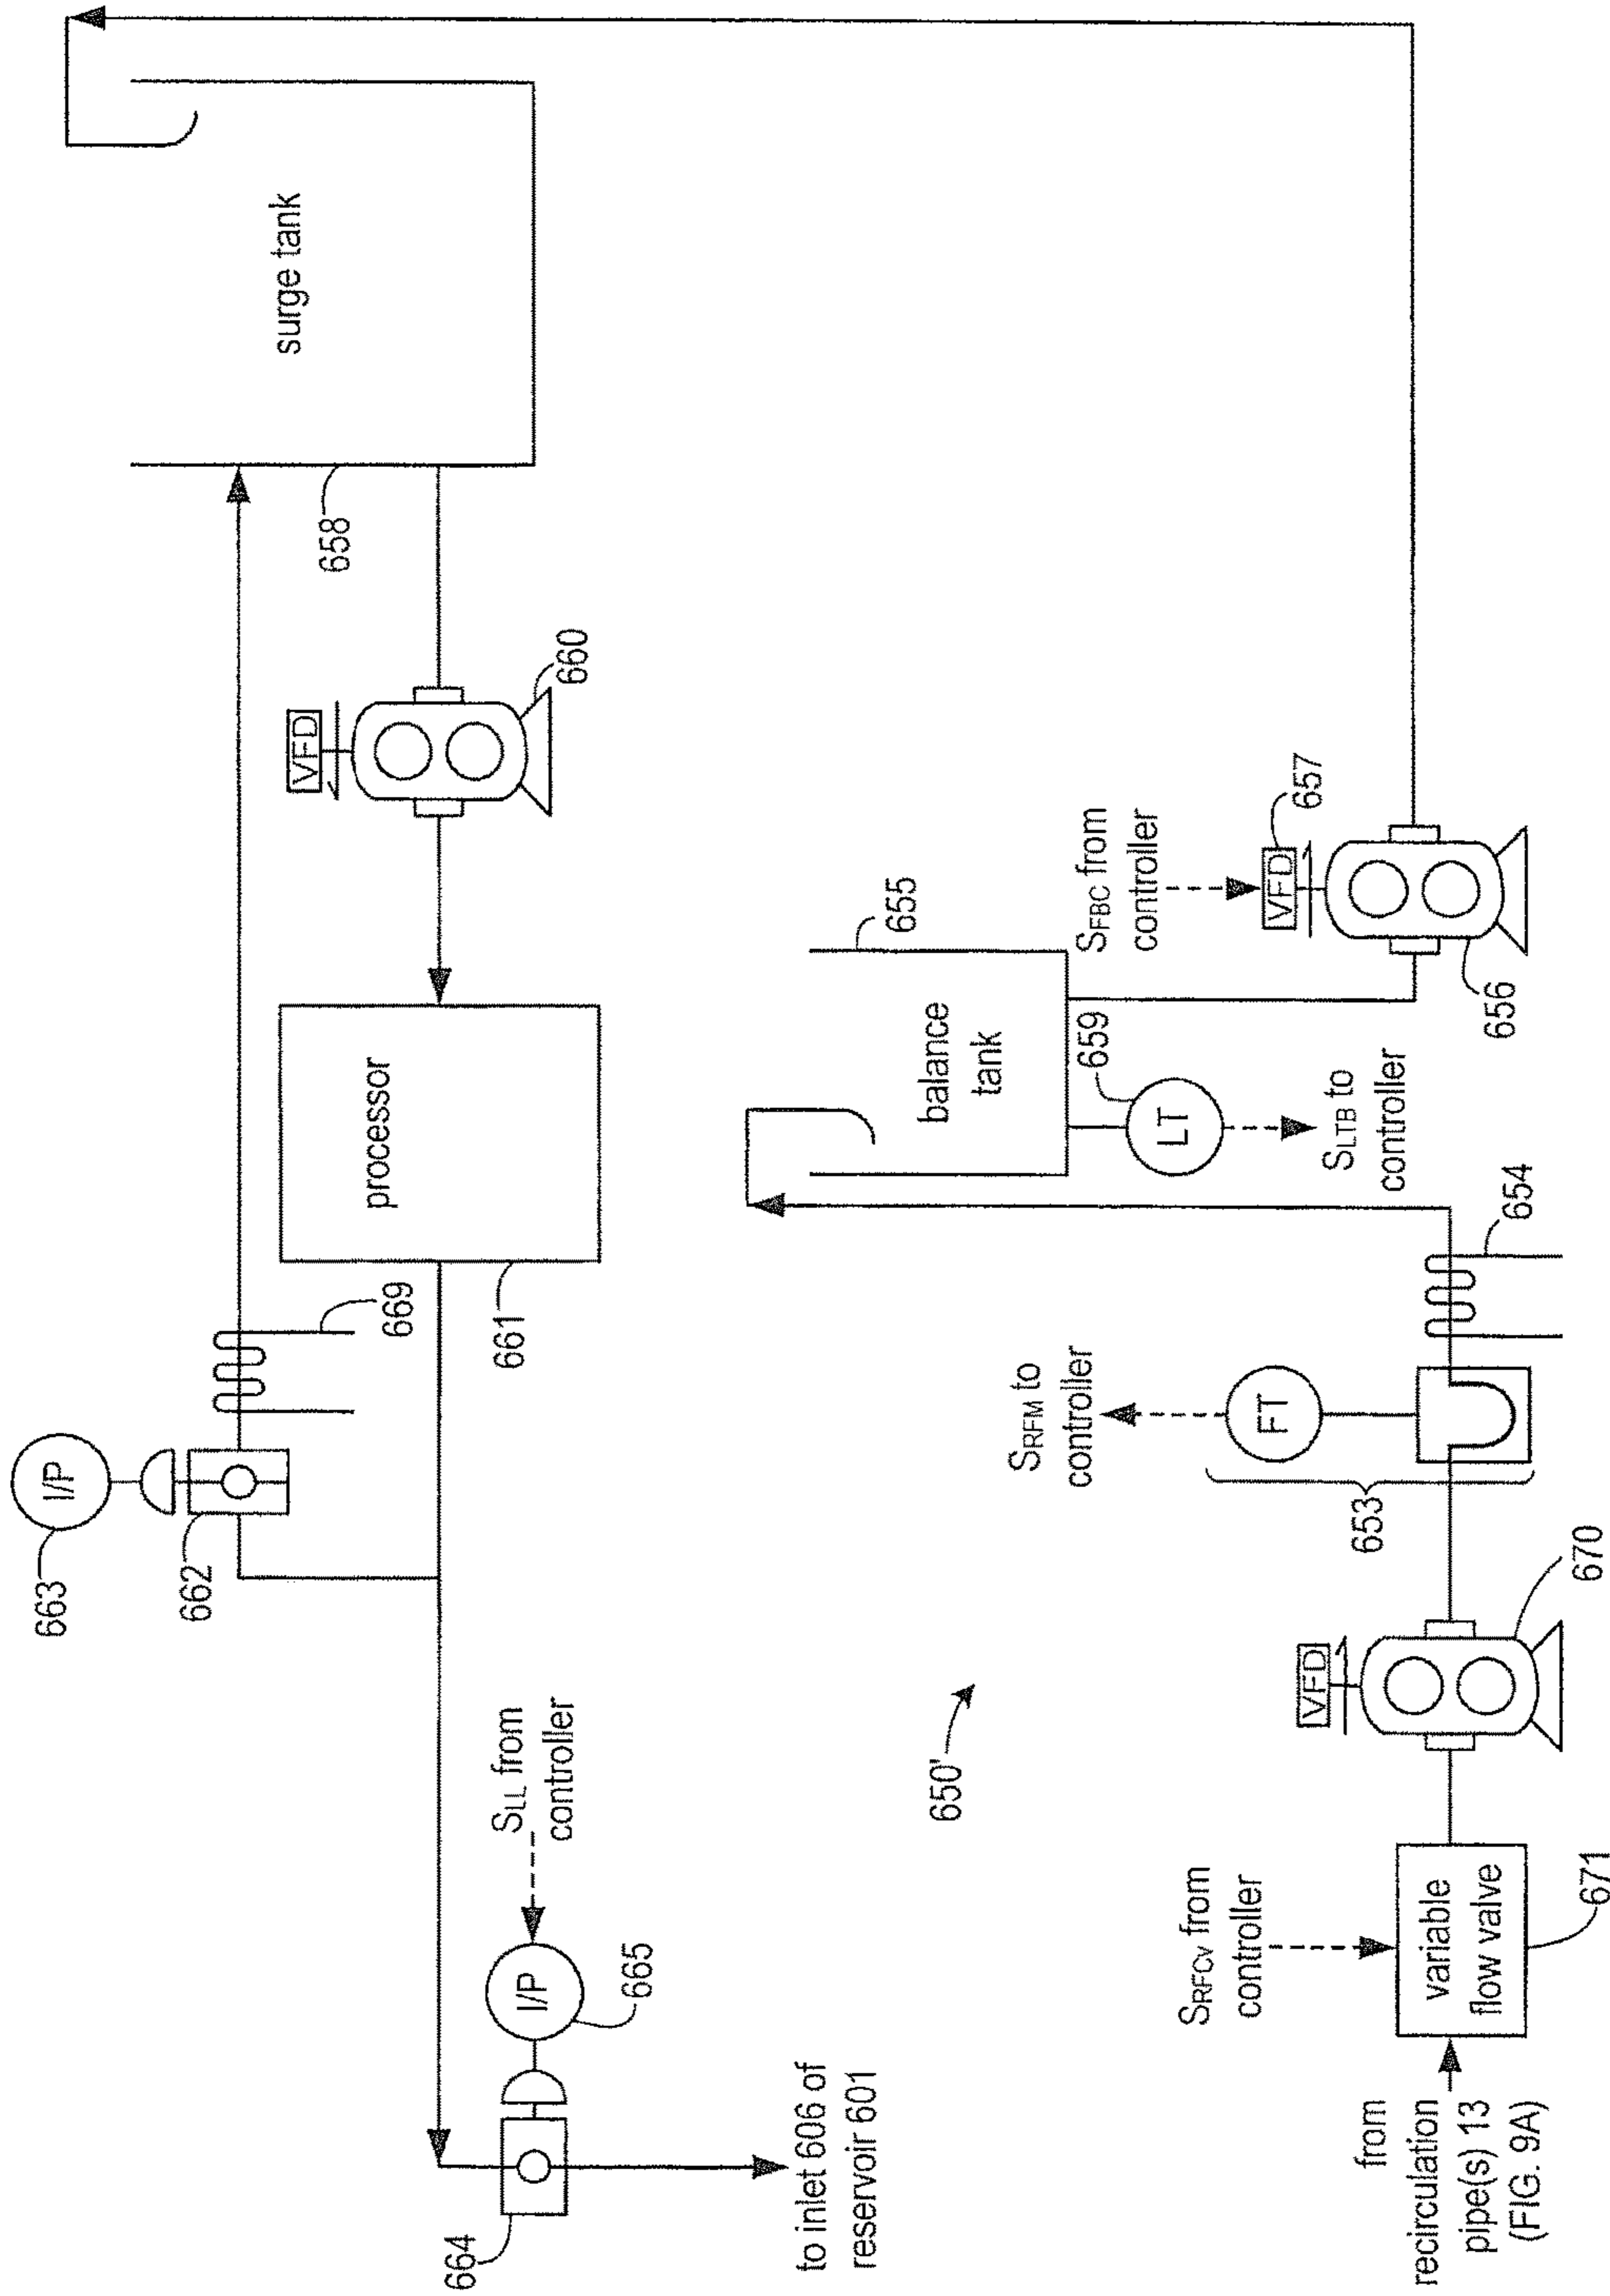 surge tank
658
660
VFD
processor
661
669
662
663
I/P
664
I/P
665
SLL from
controller
to inlet 606 of
reservoir 601
650'
655
balance
tank
659
LT
SLTB to
controller
SFBC from
controller
VFD
657
656
654
SRFM to
controller
FT
653
670
VFD
SRFCv from
controller
variable
flow valve
671
from
recirculation
pipe(s) 13
(FIG. 9A)